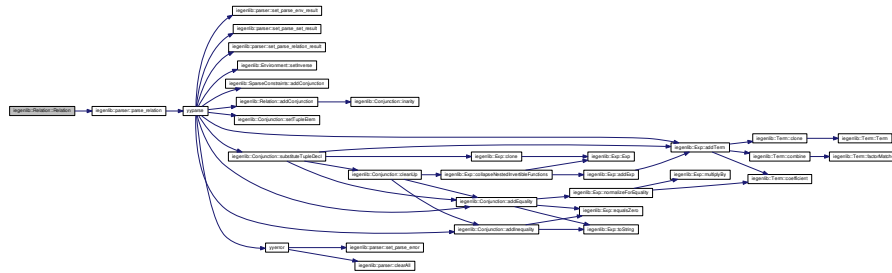 iegenlib::parser::set_parse_env_result
iegenlib::parser::set_parse_set_result
iegenlib::parser::set_parse_relation_result
iegenlib::Environment::setInverse
iegenlib::SparseConstraints::addConjunction
iegenlib::Relation::Relation
iegenlib::parser::parse_relation
yyparse
iegenlib::Relation::addConjunction
iegenlib::Conjunction::inarity
iegenlib::Conjunction::setTupleElem
iegenlib::Exp::addTerm
iegenlib::Term::clone
iegenlib::Term::Term
iegenlib::Conjunction::substituteTupleDecl
iegenlib::Exp::clone
iegenlib::Exp::Exp
iegenlib::Term::combine
iegenlib::Term::factorMatch
iegenlib::Conjunction::cleanUp
iegenlib::Exp::collapseNestedInvertibleFunctions
iegenlib::Exp::addExp
iegenlib::Exp::multiplyBy
iegenlib::Term::coefficient
iegenlib::Exp::normalizeForEquality
iegenlib::Conjunction::addEquality
iegenlib::Exp::equalsZero
iegenlib::Conjunction::addInequality
iegenlib::Exp::toString
yyerror
iegenlib::parser::set_parse_error
iegenlib::parser::clearAll